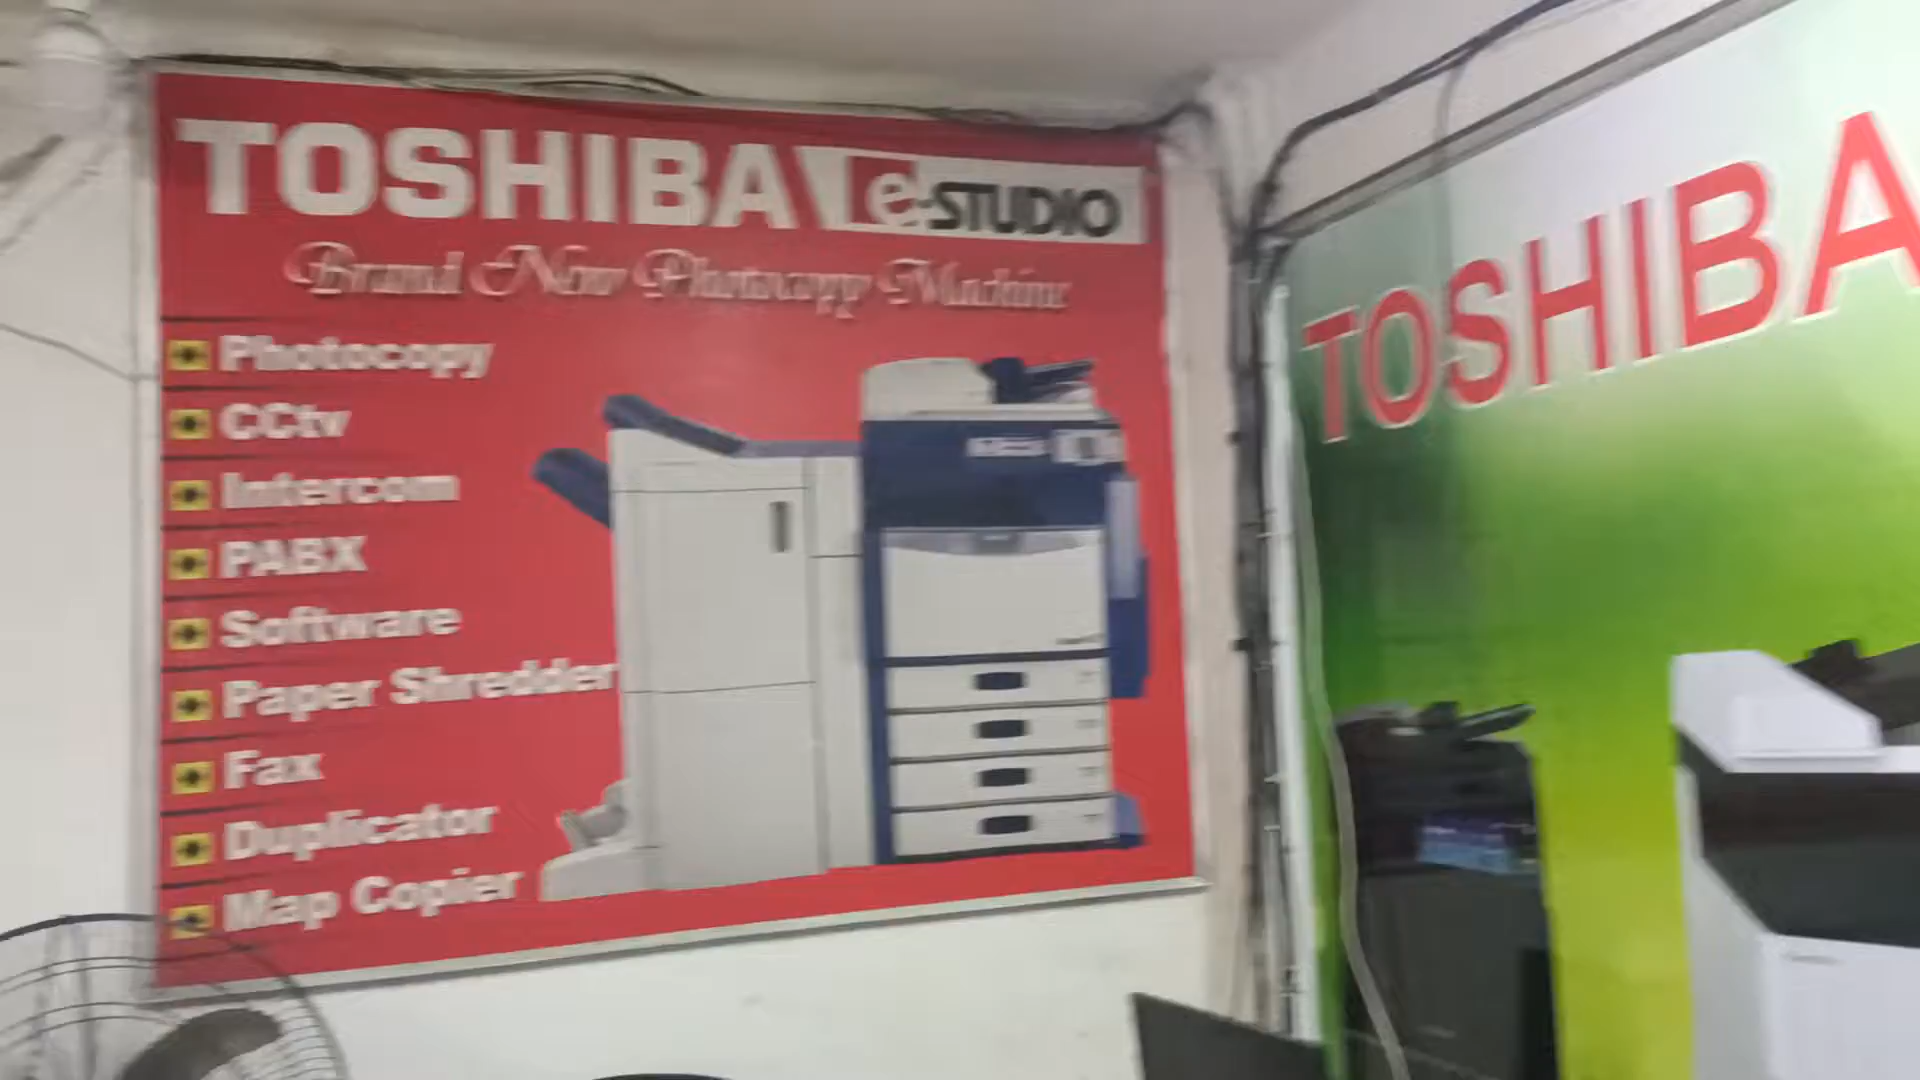 TOSHIBA e-STUDIO
Brand New Photocopy Machine
Photocopy
CCtv
Intercom
PABX
Software
Paper Shredder
Fax
Duplicator
Map Copier
TOSHIBA